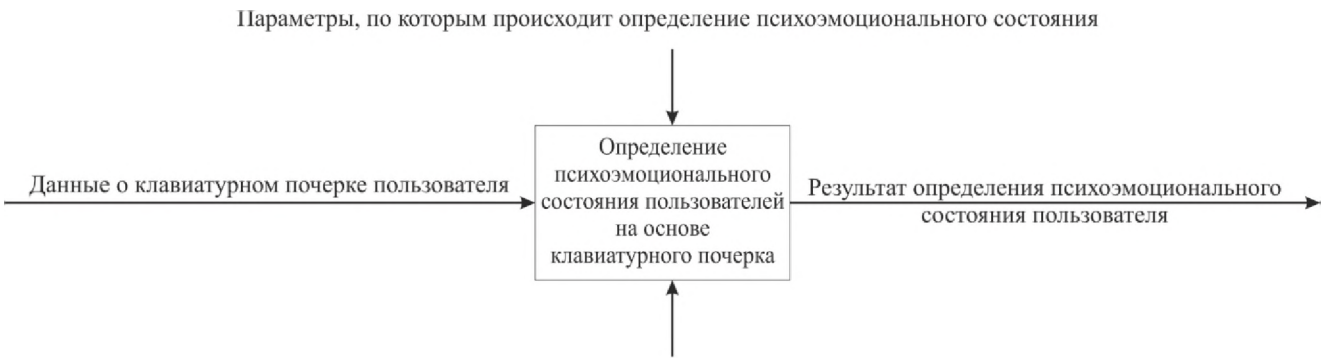 Параметры, по которым происходит определение психоэмоционального состояния
Определение
психоэмоционального
состояния пользователей
на основе
клавиатурного почерка
Данные о клавиатурном почерке пользователя
Результат определения психоэмоционального
состояния пользователя